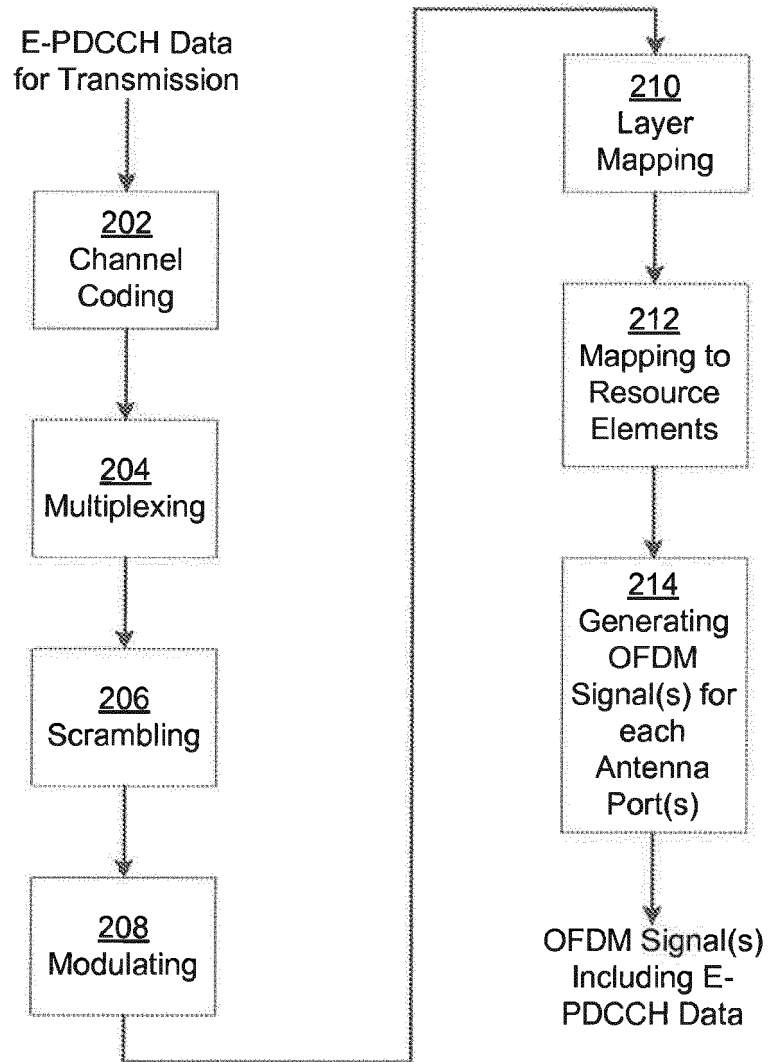 E-PDCCH Data
for Transmission
202
Channel
Coding
204
Multiplexing
206
Scrambling
208
Modulating
210
Layer
Mapping
212
Mapping to
Resource
Elements
214
Generating
OFDM
Signal(s) for
each
Antenna
Port(s)
OFDM Signal(s)
Including E-
PDCCH Data